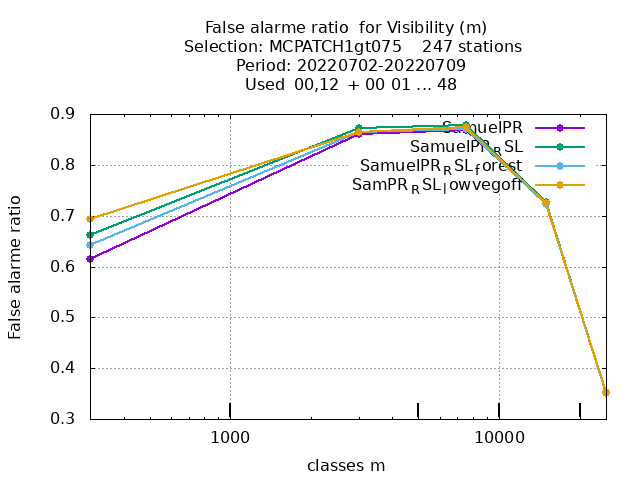 False alarme ratio  for Visibility (m)
Selection: MCPATCH1gt075    247 stations
Period: 20220702-20220709
Used  00,12  + 00 01 ... 48
False alarme ratio
0.9
0.8
0.7
0.6
0.5
0.4
0.3
1000
10000
classes m
SamuelPR
SamuelPR_RSL
SamuelPR_RSL_forest
SamPR_RSL_lowvegoff